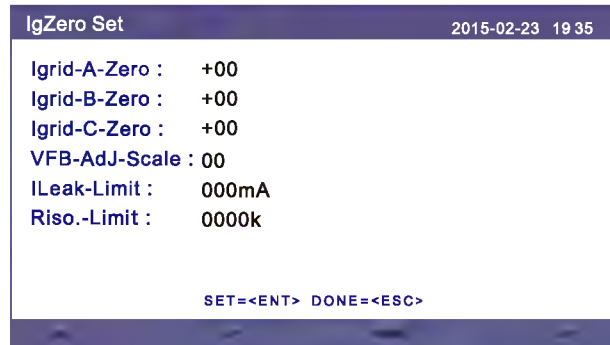 IgZero Set 2015-02-23 19 35
Igrid-A-Zero : +00
Igrid-B-Zero : +00
Igrid-C-Zero : +00
VFB-AdJ-Scale : 00
ILeak-Limit : 000mA
Riso.-Limit : 0000k
SET=<ENT> DONE=<ESC>